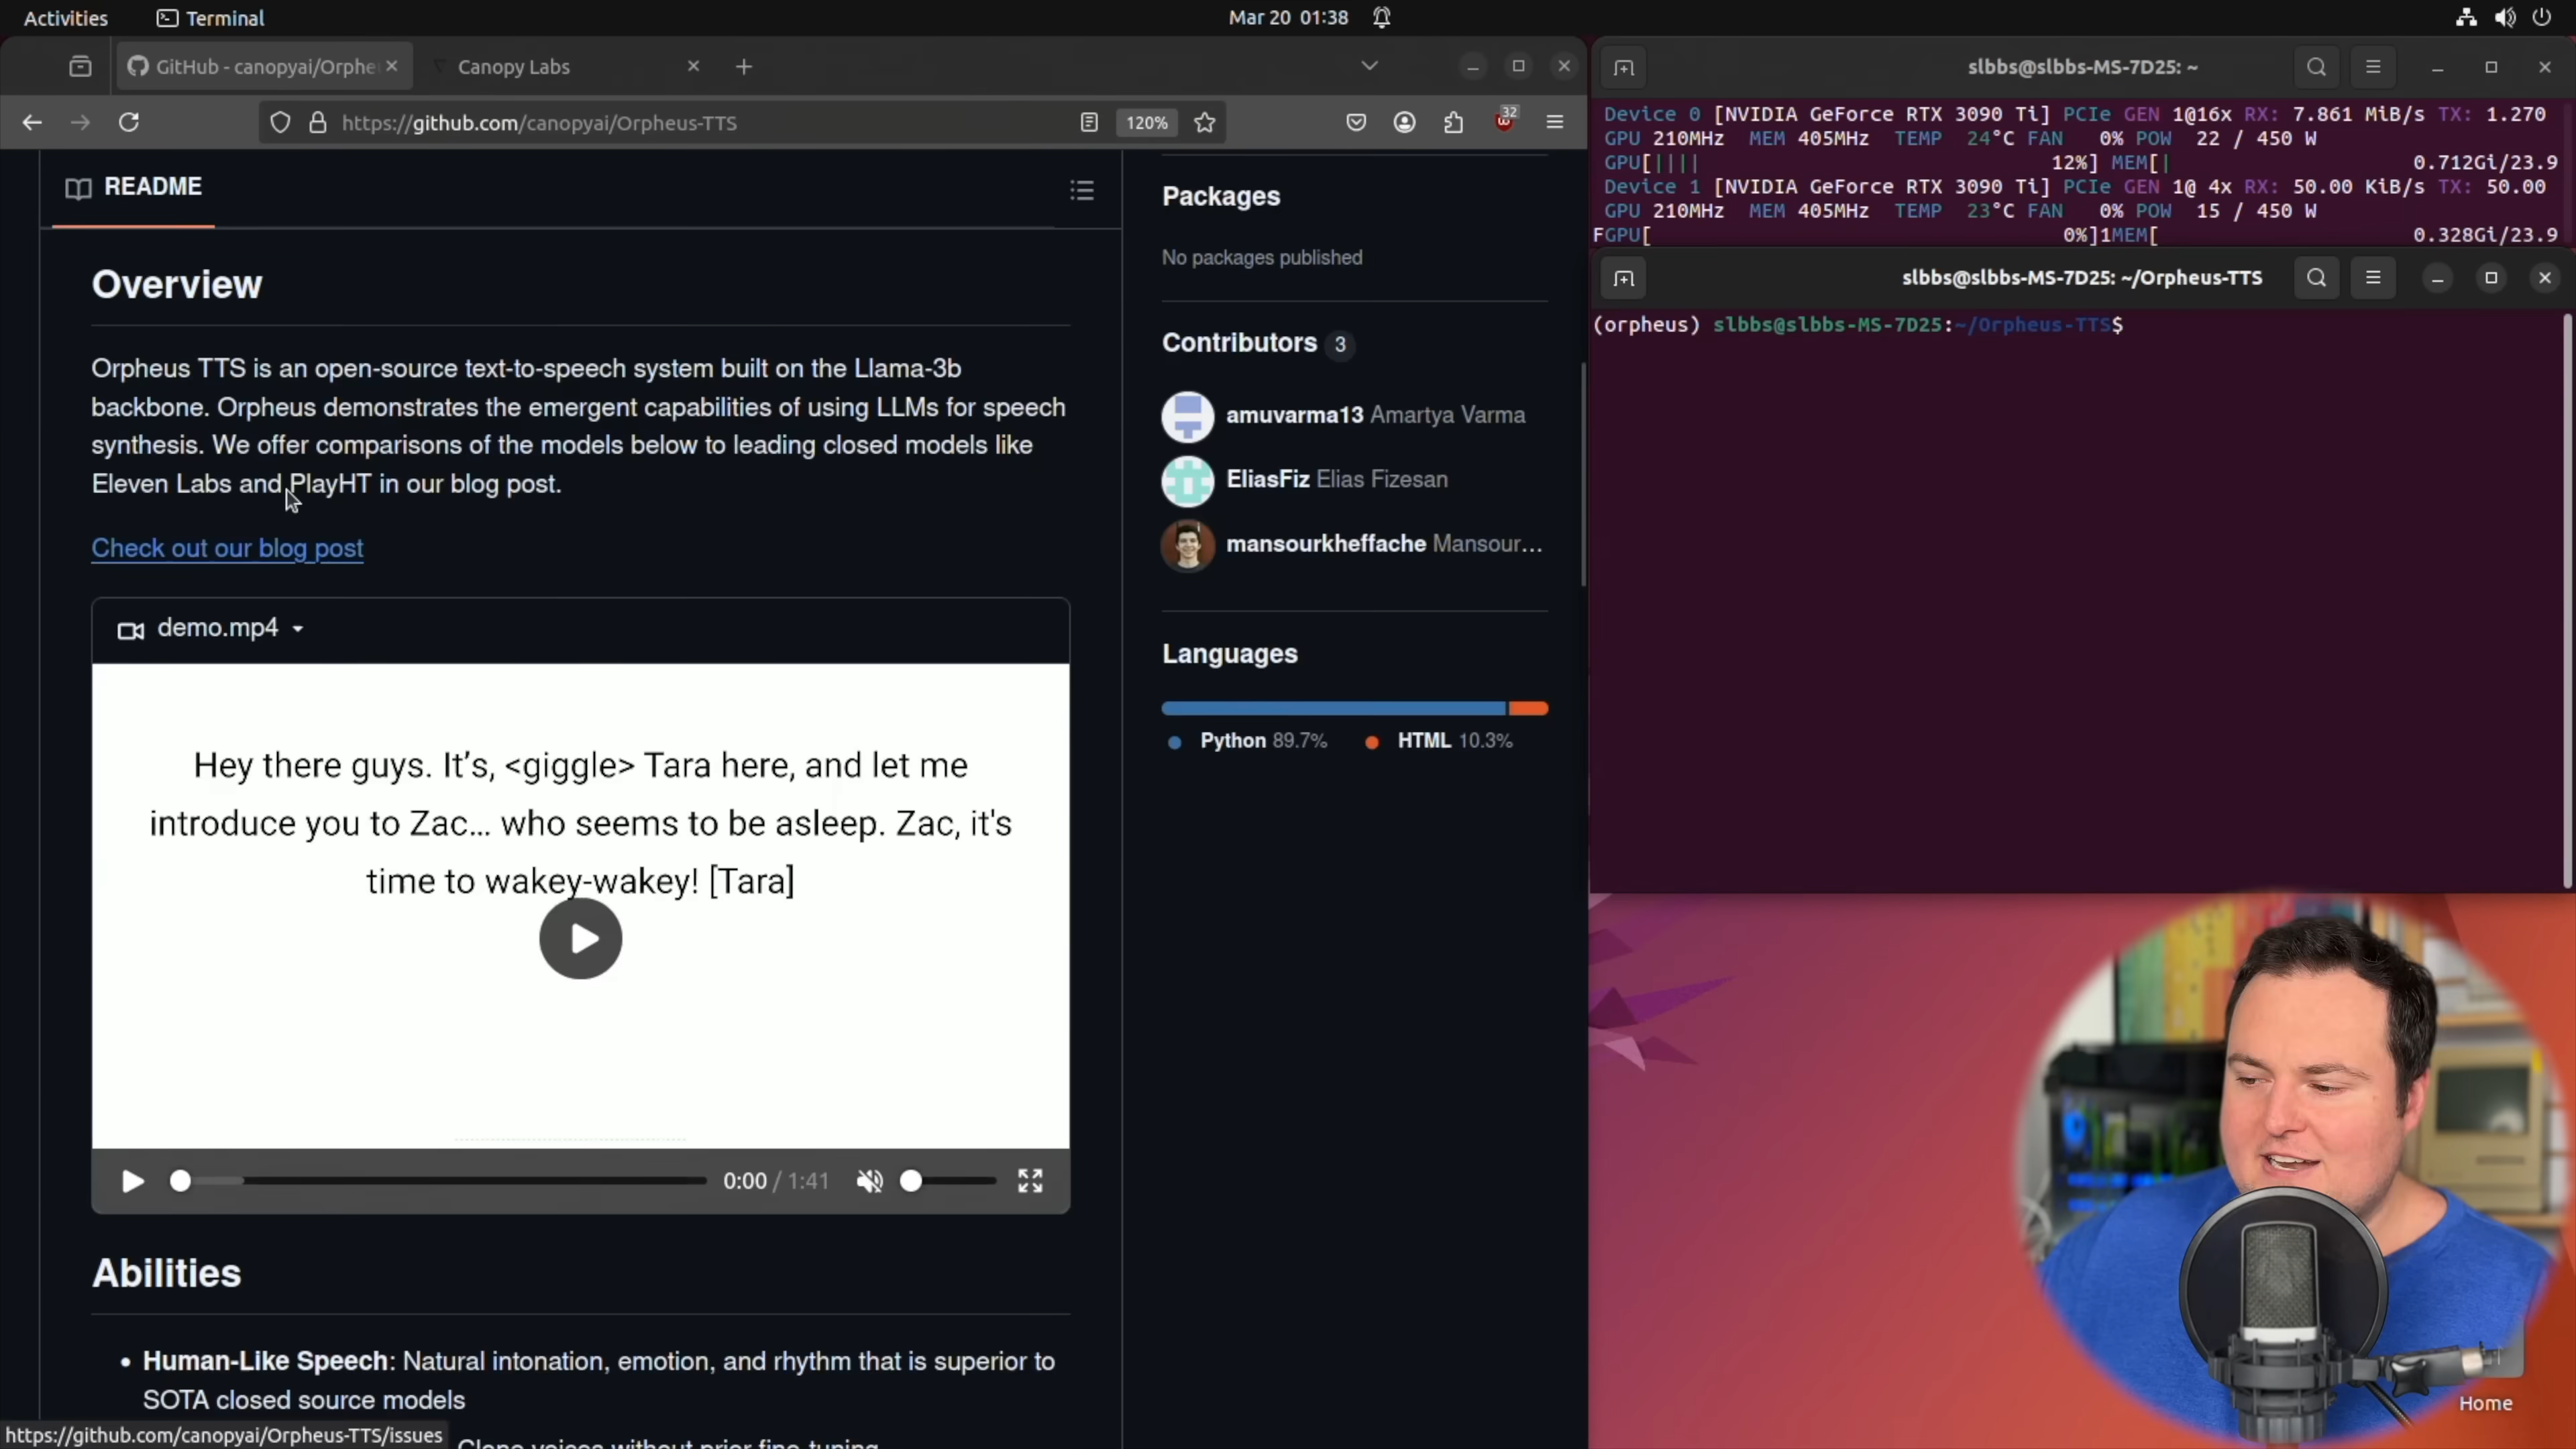 Activities
Terminal
Mar 20 01:38
GitHub - canopyai/Orphe
Canopy Labs
https://github.com/canopyai/Orpheus-TTS
120%
32
README
Overview
Orpheus TTS is an open-source text-to-speech system built on the Llama-3b
backbone. Orpheus demonstrates the emergent capabilities of using LLMs for speech
synthesis. We offer comparisons of the models below to leading closed models like
Eleven Labs and PlayHT in our blog post.
Check out our blog post
demo.mp4
Hey there guys. It’s, <giggle> Tara here, and let me
introduce you to Zac... who seems to be asleep. Zac, it's
time to wakey-wakey! [Tara]
0:00 / 1:41
Abilities
• Human-Like Speech: Natural intonation, emotion, and rhythm that is superior to
SOTA closed source models
Clone voices without prior fine-tuning
https://github.com/canopyai/Orpheus-TTS/issues
Packages
No packages published
Contributors 3
amuvarma13 Amartya Varma
EliasFiz Elias Fizesan
mansourkheffache Mansour...
Languages
Python 89.7%
HTML 10.3%
slbbs@slbbs-MS-7D25: ~
Device 0 [NVIDIA GeForce RTX 3090 Ti] PCIe GEN 1@16x RX: 7.861 MiB/s TX: 1.270
GPU 210MHz MEM 405MHz TEMP 24°C FAN 0% POW 22 / 450 W
GPU[|||| 12%] MEM[| 0.712Gi/23.9
Device 1 [NVIDIA GeForce RTX 3090 Ti] PCIe GEN 1@ 4x RX: 50.00 KiB/s TX: 50.00
GPU 210MHz MEM 405MHz TEMP 23°C FAN 0% POW 15 / 450 W
FGPU[ 0%]1MEM[ 0.328Gi/23.9
slbbs@slbbs-MS-7D25: ~/Orpheus-TTS
(orpheus) slbbs@slbbs-MS-7D25:~/Orpheus-TTS$
Home